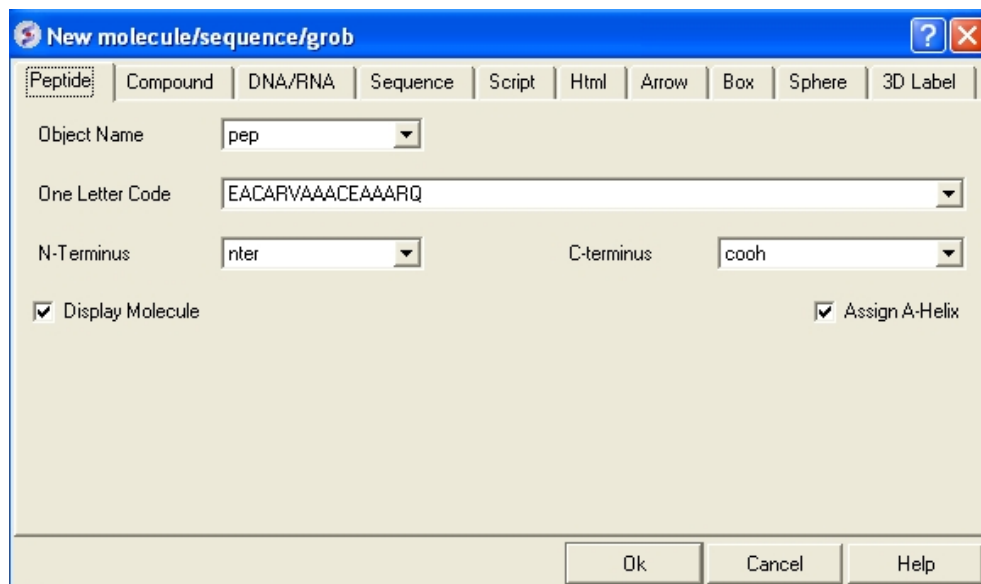 New molecule/sequence/grob
Peptide Compound DNA/RNA Sequence Script Html Arrow Box Sphere 3D Label
Object Name pep
One Letter Code EACARVAAACEAAARQ
N-Terminus nter C-terminus cooh
Display Molecule Assign A-Helix
Ok Cancel Help